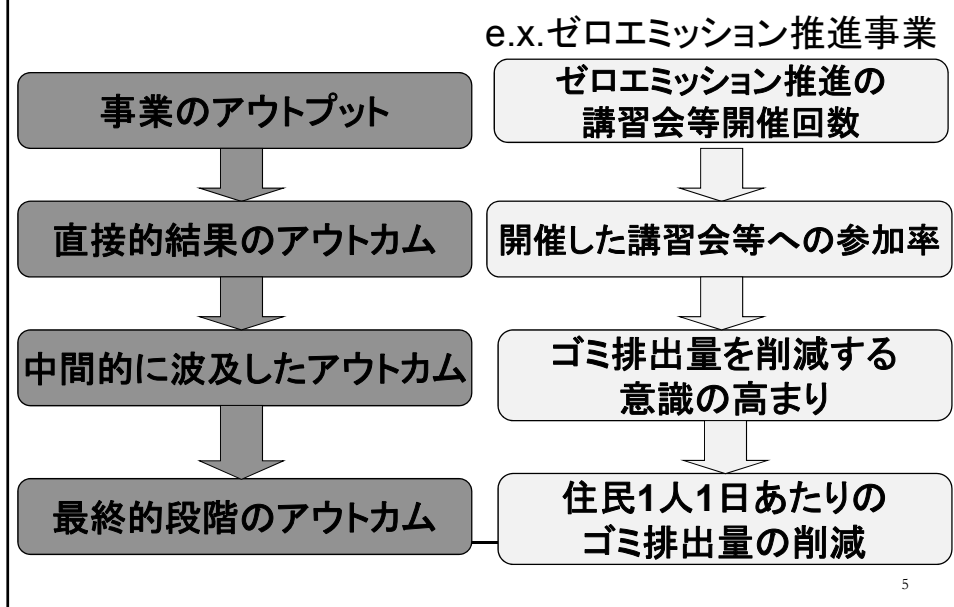 e.x.ゼロエミッション推進事業
事業のアウトプット
ゼロエミッション推進の
講習会等開催回数
直接的結果のアウトカム
開催した講習会等への参加率
中間的に波及したアウトカム
ゴミ排出量を削減する
意識の高まり
最終的段階のアウトカム
住民1人1日あたりの
ゴミ排出量の削減
5